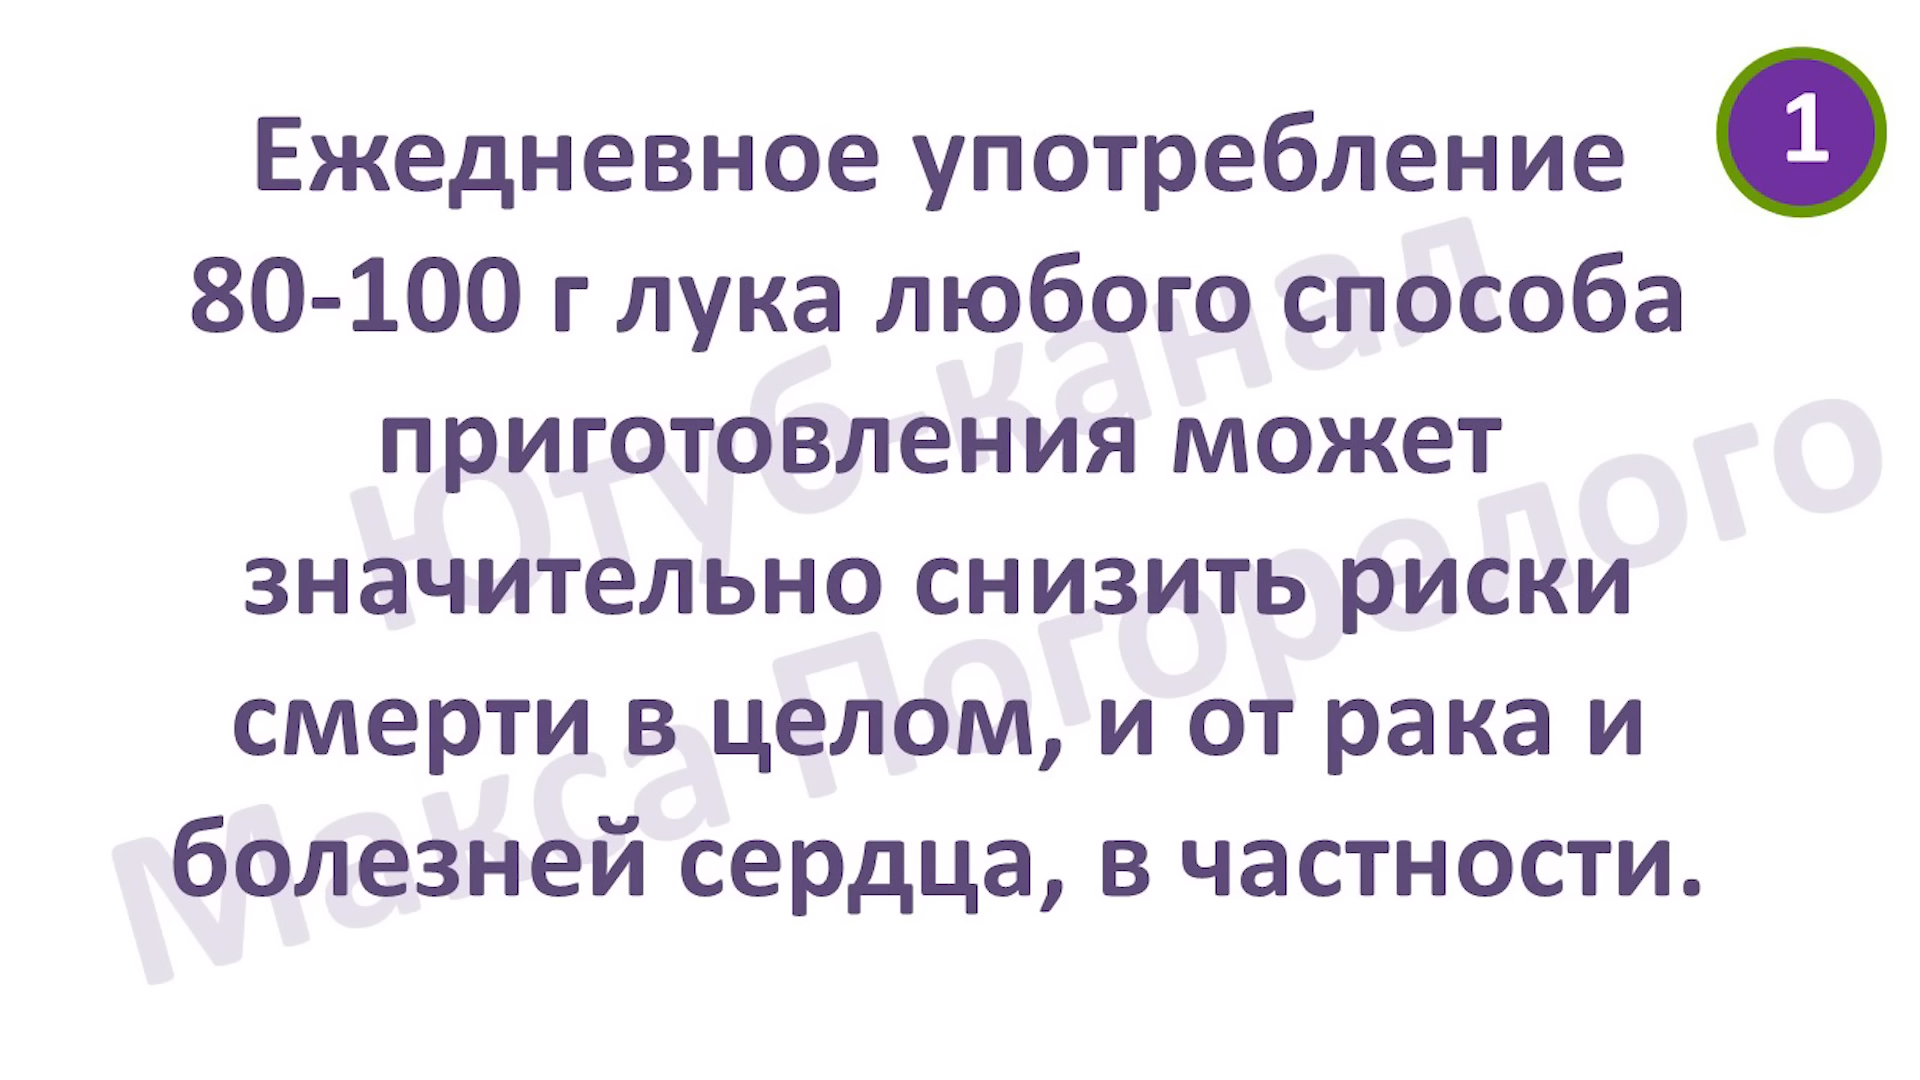 1
Ежедневное употребление
80-100 г лука любого способа
приготовления может
значительно снизить риски
смерти в целом, и от рака и
болезней сердца, в частности.
Ютуб-канал
Макса Погорелого